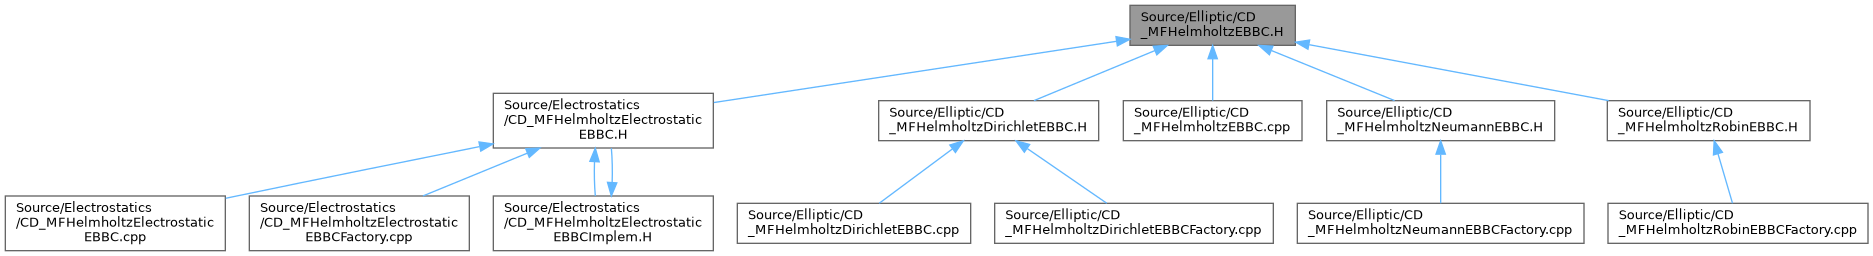 Source/Elliptic/CD
_MFHelmholtzEBBC.H
Source/Electrostatics
/CD_MFHelmholtzElectrostatic
EBBC.H
Source/Elliptic/CD
_MFHelmholtzDirichletEBBC.H
Source/Elliptic/CD
_MFHelmholtzEBBC.cpp
Source/Elliptic/CD
_MFHelmholtzNeumannEBBC.H
Source/Elliptic/CD
_MFHelmholtzRobinEBBC.H
Source/Electrostatics
/CD_MFHelmholtzElectrostatic
EBBC.cpp
Source/Electrostatics
/CD_MFHelmholtzElectrostatic
EBBCFactory.cpp
Source/Electrostatics
/CD_MFHelmholtzElectrostatic
EBBCImplem.H
Source/Elliptic/CD
_MFHelmholtzDirichletEBBC.cpp
Source/Elliptic/CD
_MFHelmholtzDirichletEBBCFactory.cpp
Source/Elliptic/CD
_MFHelmholtzNeumannEBBCFactory.cpp
Source/Elliptic/CD
_MFHelmholtzRobinEBBCFactory.cpp